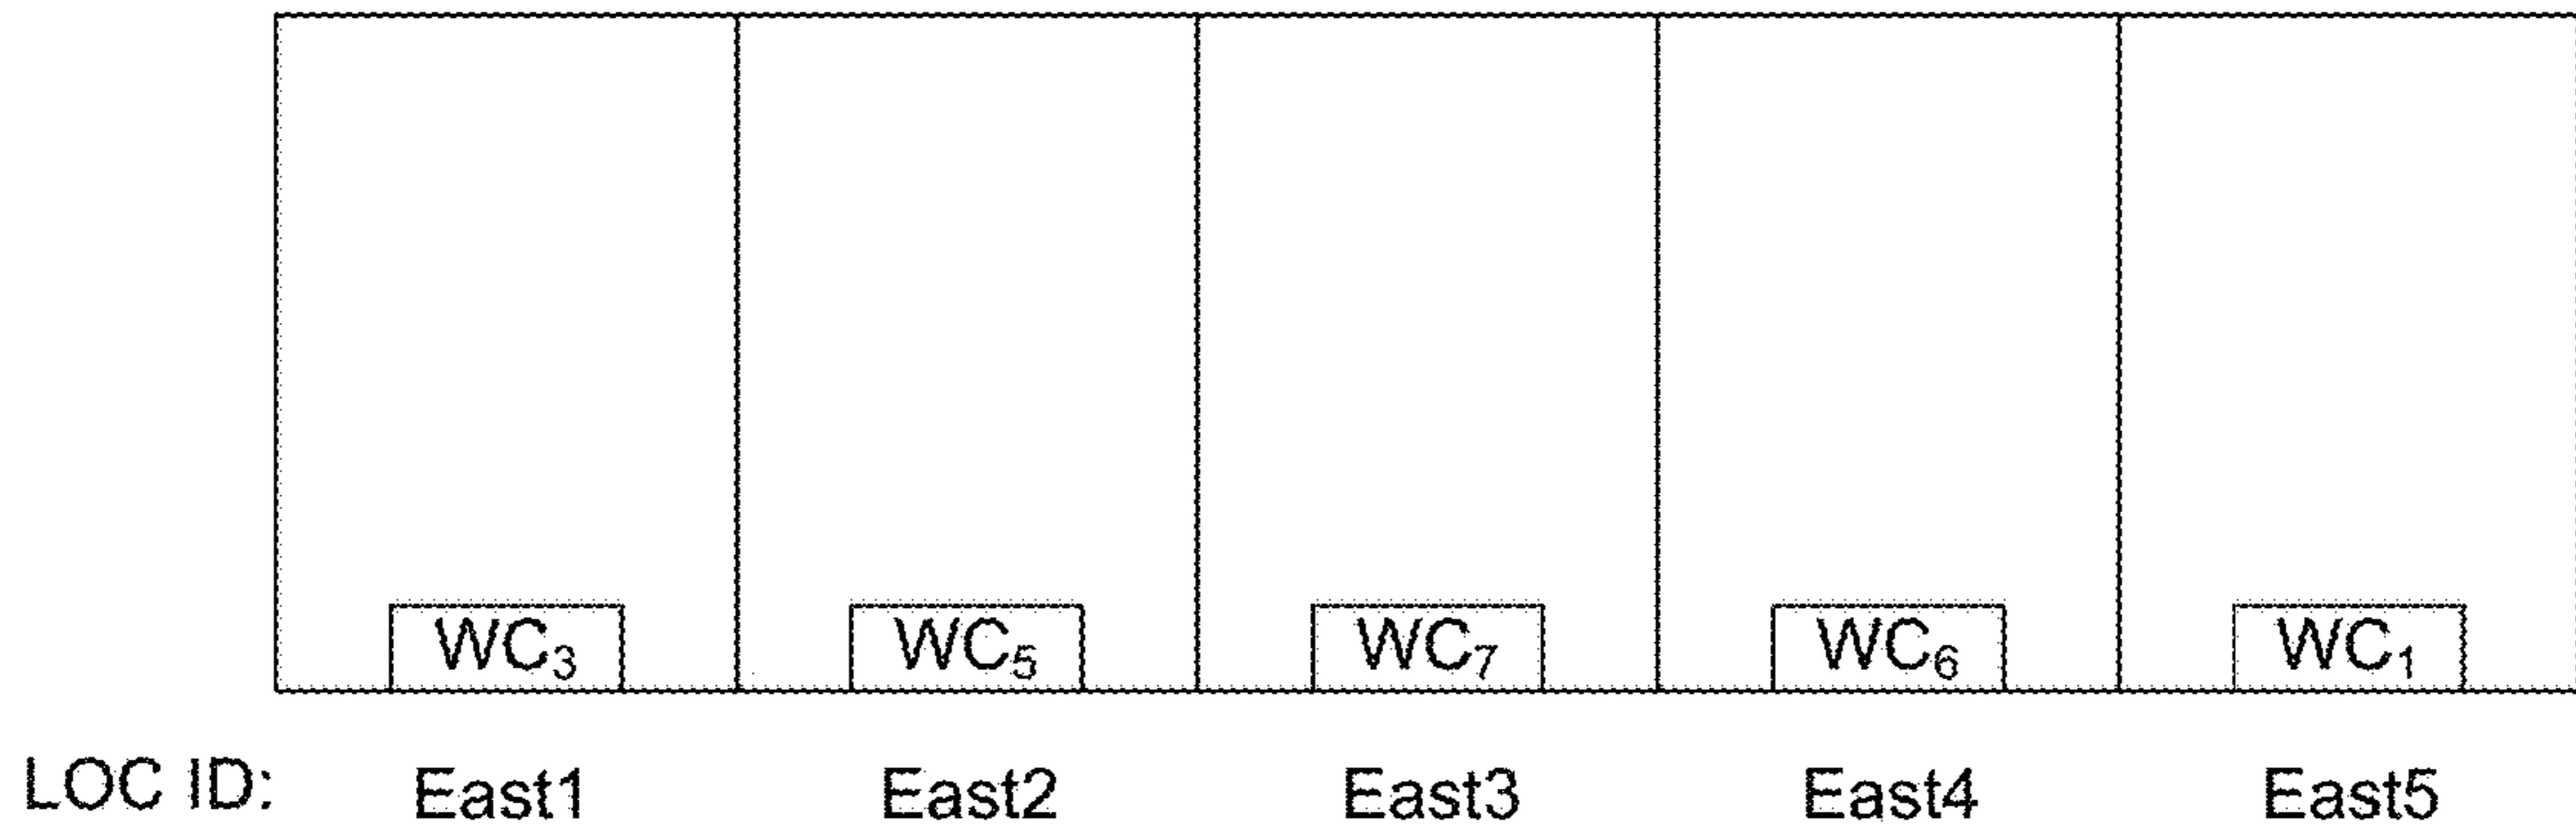 WC₃ WC₅ WC₇ WC₆ WC₁
LOC ID: East1 East2 East3 East4 East5